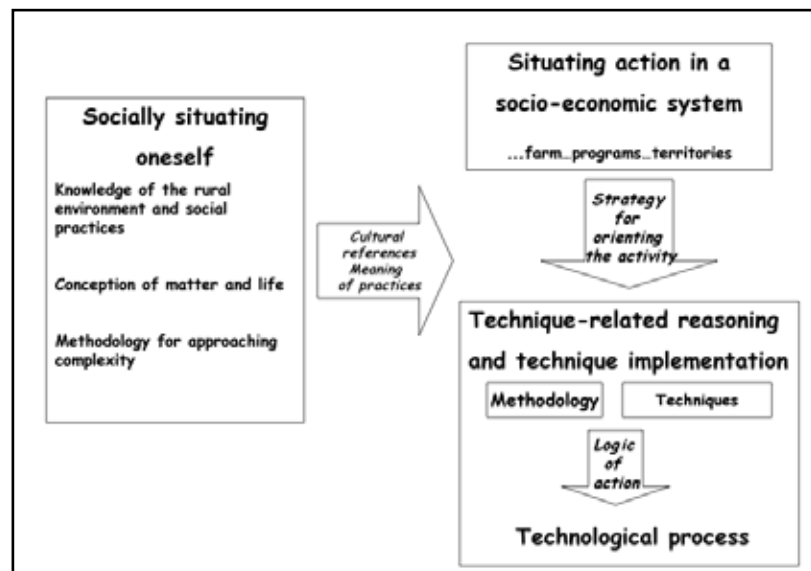 Socially situating
oneself
Knowledge of the rural
environment and social
practices
Conception of matter and life
Methodology for approaching
complexity
Cultural
references
Meaning
of practices
Situating action in a
socio-economic system
...farm...programs...territories
Strategy
for
orienting
the activity
Technique-related reasoning
and technique implementation
Methodology
Techniques
Logic
of
action
Technological process